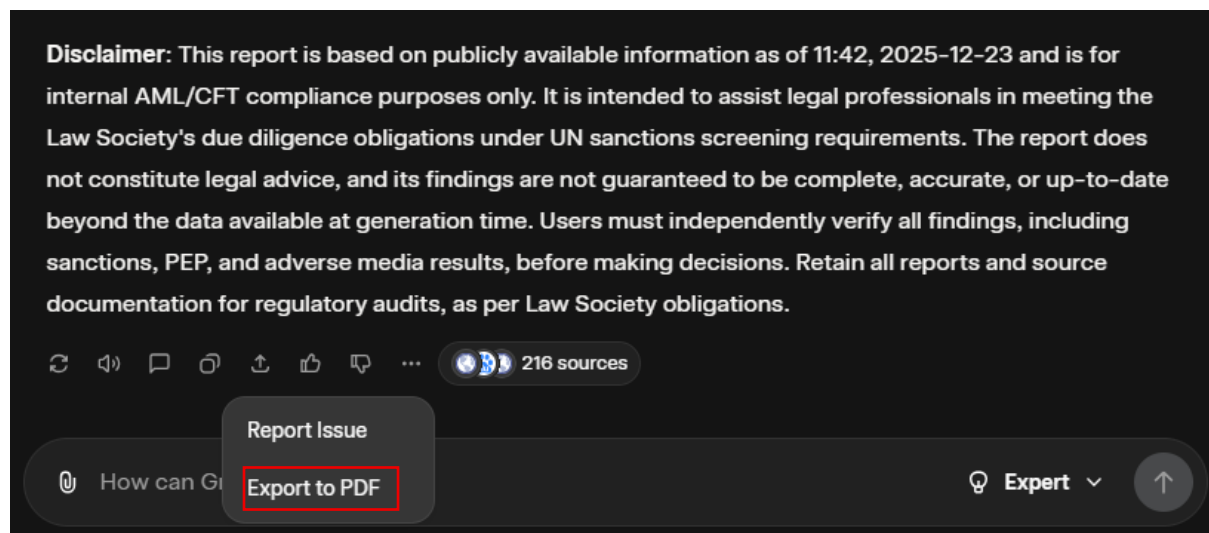 Disclaimer: This report is based on publicly available information as of 11:42, 2025-12-23 and is for
internal AML/CFT compliance purposes only. It is intended to assist legal professionals in meeting the
Law Society's due diligence obligations under UN sanctions screening requirements. The report does
not constitute legal advice, and its findings are not guaranteed to be complete, accurate, or up-to-date
beyond the data available at generation time. Users must independently verify all findings, including
sanctions, PEP, and adverse media results, before making decisions. Retain all reports and source
documentation for regulatory audits, as per Law Society obligations.
216 sources
Report Issue
How can Gr
Export to PDF
Expert